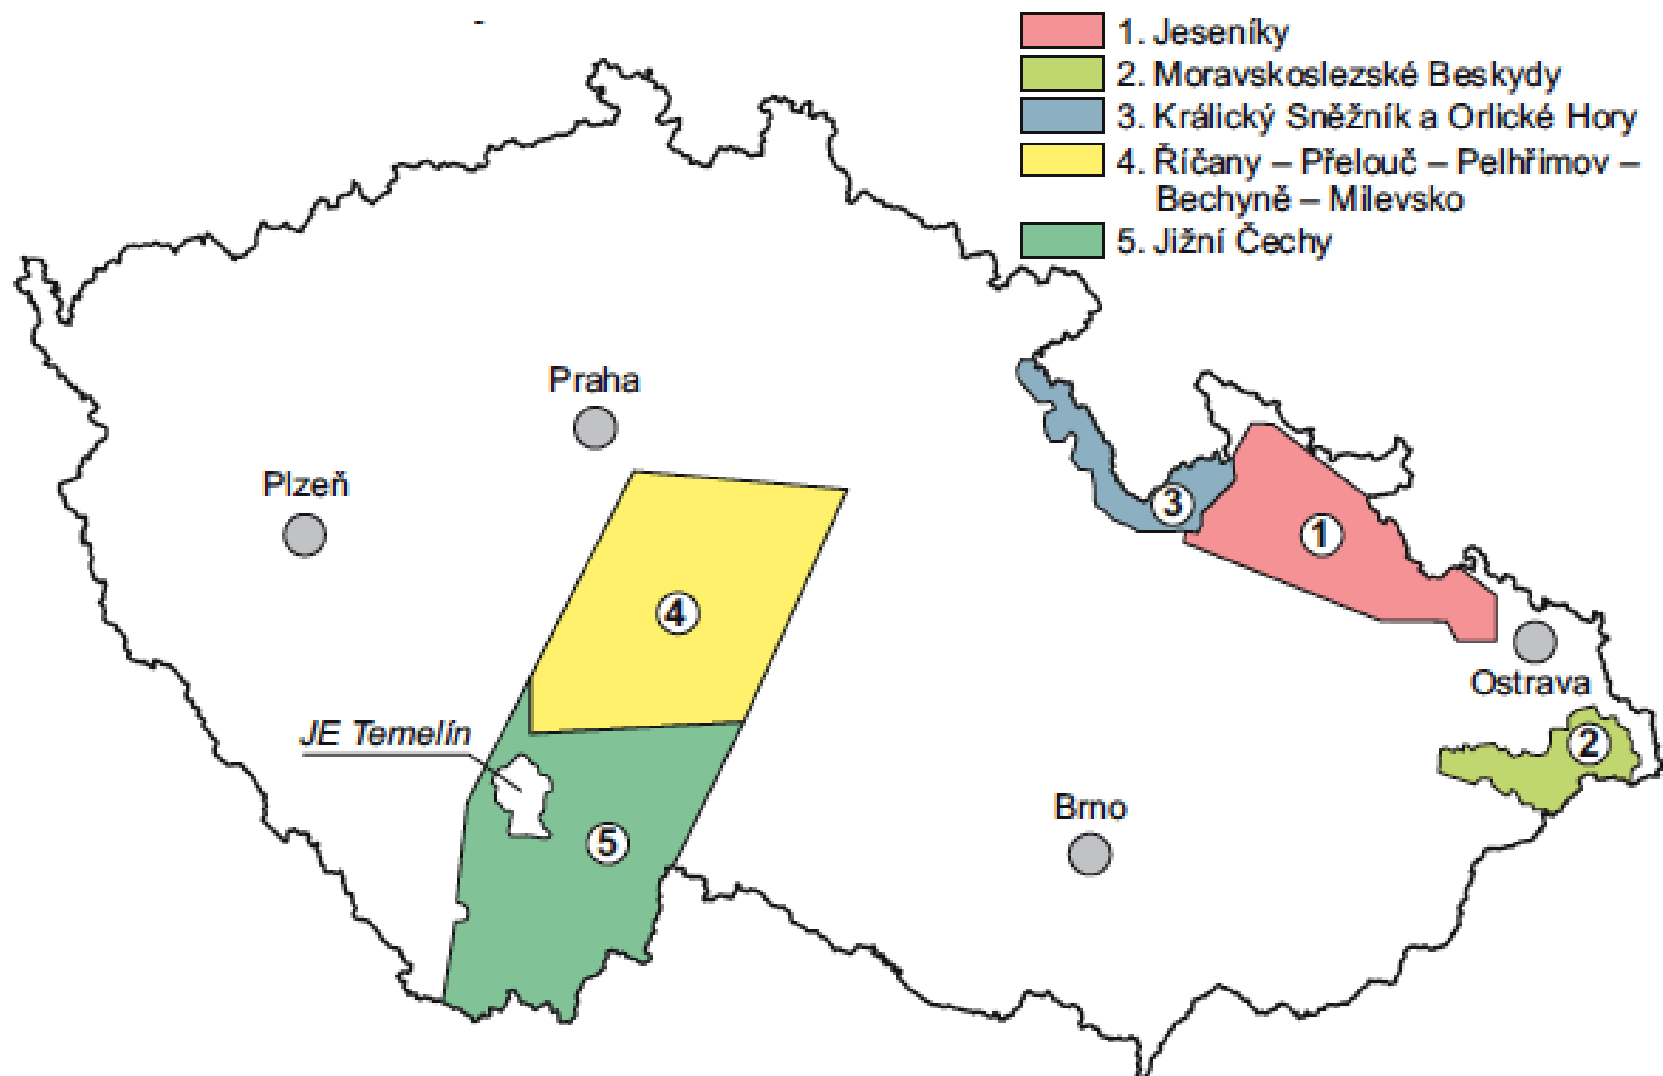 1. Jeseníky
2. Moravskoslezské Beskydy
3. Králický Sněžník a Orlické Hory
4. Říčany – Přelouč – Pelhřimov –
Bechyně – Milevsko
5. Jižní Čechy
Praha
Plzeň
3
1
4
Ostrava
JE Temelín
2
Brno
5